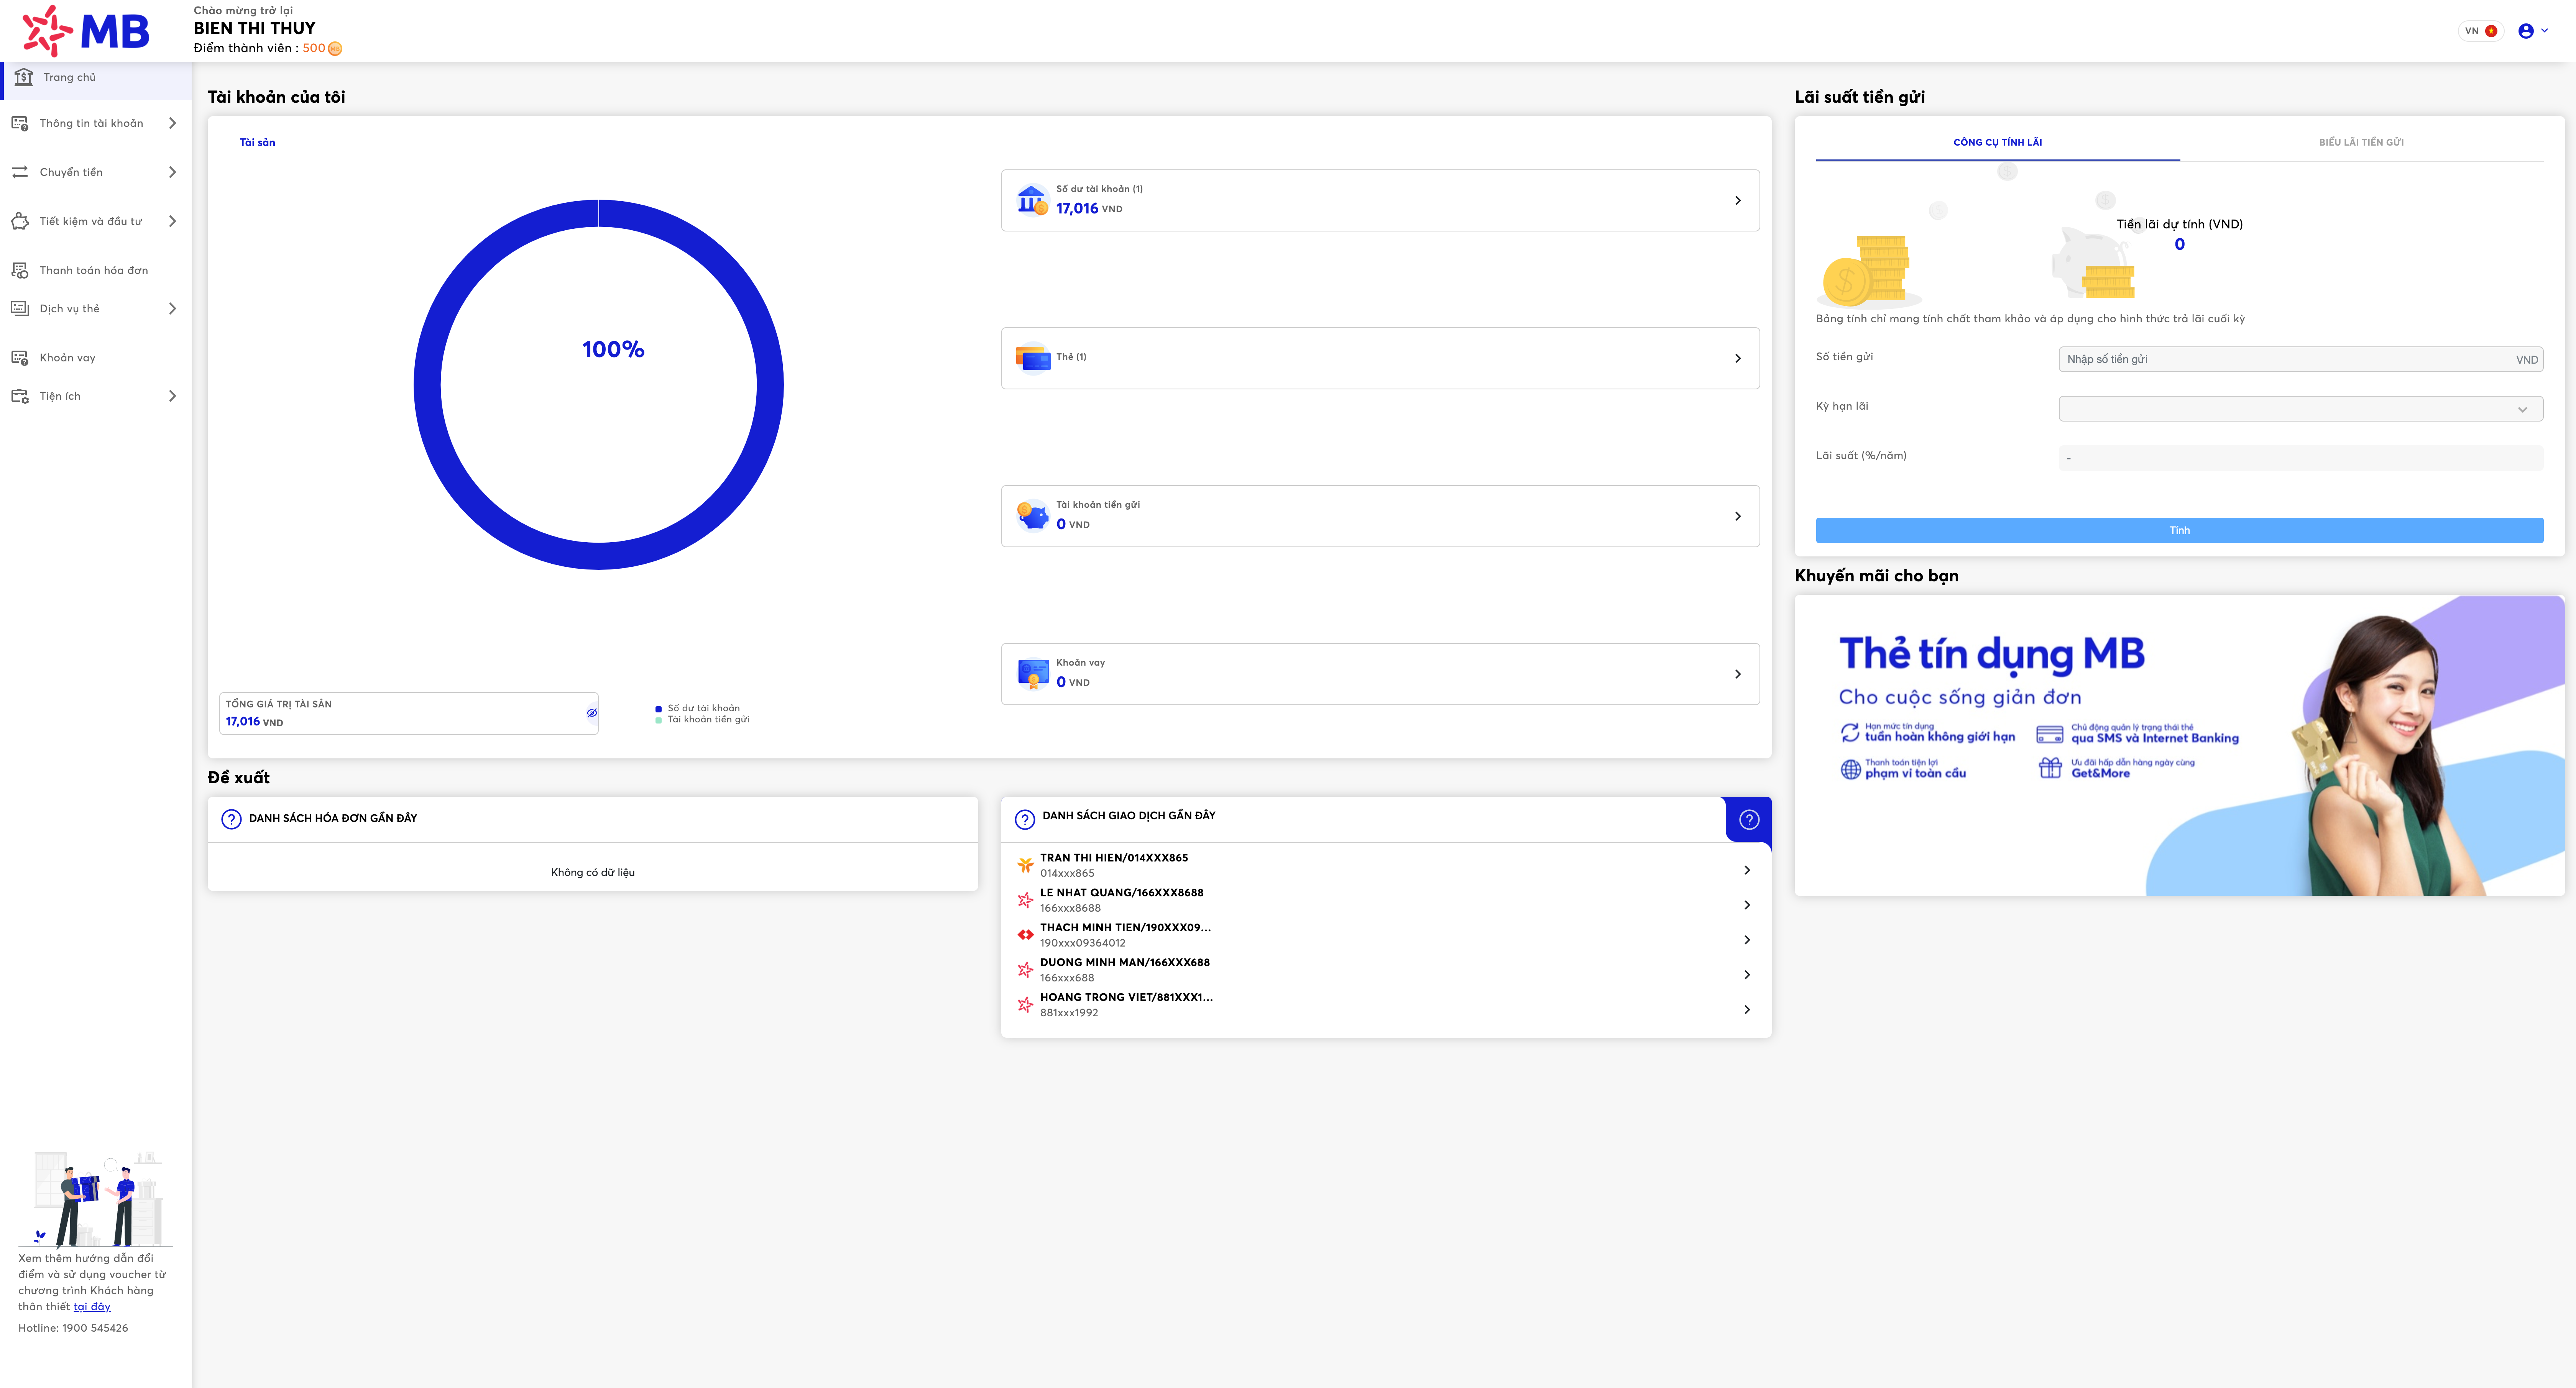 MB
Chào mừng trở lại
BIEN THI THUY
Điểm thành viên : 500
VN
Trang chủ
Thông tin tài khoản
Chuyển tiền
Tiết kiệm và đầu tư
Thanh toán hóa đơn
Dịch vụ thẻ
Khoản vay
Tiện ích
Xem thêm hướng dẫn đổi
điểm và sử dụng voucher từ
chương trình Khách hàng
thân thiết tại đây
Hotline: 1900 545426
Tài khoản của tôi
Tài sản
100%
TỔNG GIÁ TRỊ TÀI SẢN
17,016 VND
Số dư tài khoản
Tài khoản tiền gửi
Số dư tài khoản (1)
17,016 VND
Thẻ (1)
Tài khoản tiền gửi
0 VND
Khoản vay
0 VND
Đề xuất
DANH SÁCH HÓA ĐƠN GẦN ĐÂY
Không có dữ liệu
DANH SÁCH GIAO DỊCH GẦN ĐÂY
TRAN THI HIEN/014XXX865
014xxx865
LE NHAT QUANG/166XXX8688
166xxx8688
THACH MINH TIEN/190XXX09...
190xxx09364012
DUONG MINH MAN/166XXX688
166xxx688
HOANG TRONG VIET/881XXX1...
881xxx1992
Lãi suất tiền gửi
CÔNG CỤ TÍNH LÃI
BIỂU LÃI TIỀN GỬI
Tiền lãi dự tính (VND)
0
Bảng tính chỉ mang tính chất tham khảo và áp dụng cho hình thức trả lãi cuối kỳ
Số tiền gửi
Nhập số tiền gửi
VND
Kỳ hạn lãi
Lãi suất (%/năm)
-
Tính
Khuyến mãi cho bạn
Thẻ tín dụng MB
Cho cuộc sống giản đơn
Hạn mức tín dụng
tuần hoàn không giới hạn
Chủ động quản lý trạng thái thẻ
qua SMS và Internet Banking
Thanh toán tiện lợi
phạm vi toàn cầu
Ưu đãi hấp dẫn hàng ngày cùng
Get&More